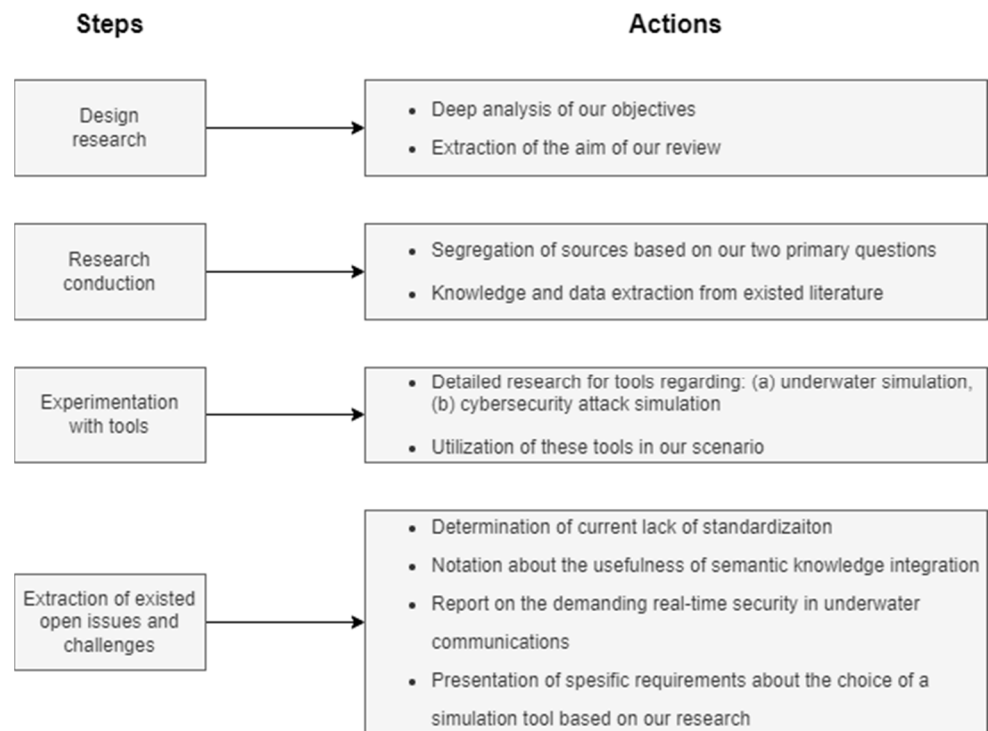 Steps
Actions
Design
research
• Deep analysis of our objectives
• Extraction of the aim of our review
Research
conduction
• Segregation of sources based on our two primary questions
• Knowledge and data extraction from existed literature
Experimentation
with tools
• Detailed research for tools regarding: (a) underwater simulation,
(b) cybersecurity attack simulation
• Utilization of these tools in our scenario
Extraction of existed
open issues and
challenges
• Determination of current lack of standardizaiton
• Notation about the usefulness of semantic knowledge integration
• Report on the demanding real-time security in underwater
communications
• Presentation of spesific requirements about the choice of a
simulation tool based on our research